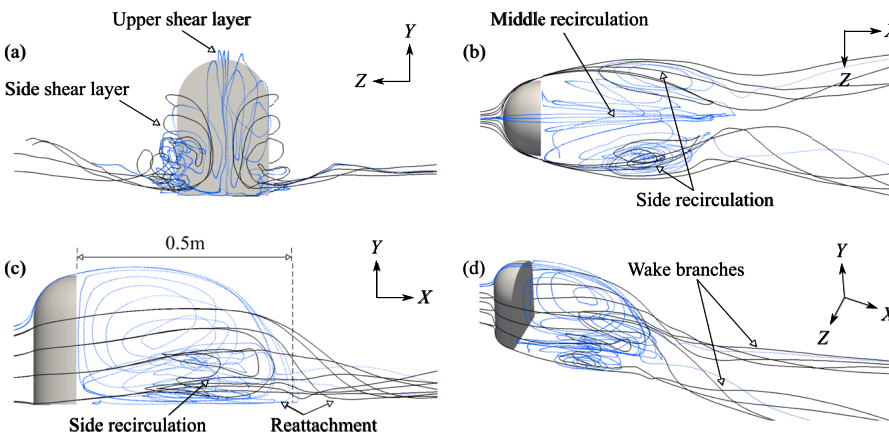 Upper shear layer
(a)
Y
Z
Side shear layer
Middle recirculation
(b)
X
Z
Side recirculation
0.5m
(c)
Y
X
Side recirculation
Reattachment
(d)
Wake branches
Y
X
Z